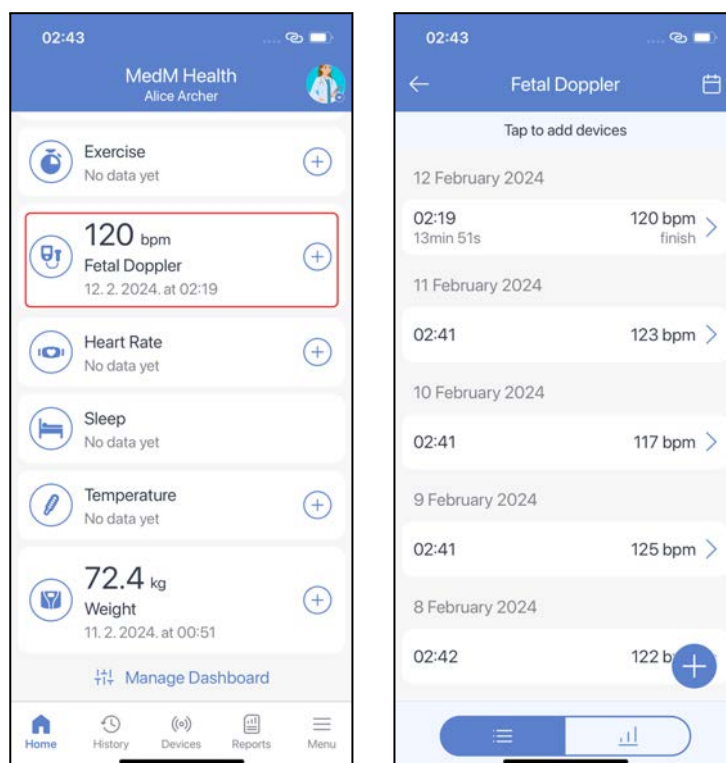 02:43
MedM Health
Alice Archer
Exercise
No data yet
120 bpm
Fetal Doppler
12. 2. 2024. at 02:19
Heart Rate
No data yet
Sleep
No data yet
Temperature
No data yet
72.4 kg
Weight
11. 2. 2024. at 00:51
Manage Dashboard
Home History Devices Reports Menu
02:43
Fetal Doppler
Tap to add devices
12 February 2024
02:19 120 bpm
13min 51s finish
11 February 2024
02:41 123 bpm
10 February 2024
02:41 117 bpm
9 February 2024
02:41 125 bpm
8 February 2024
02:42 122 b